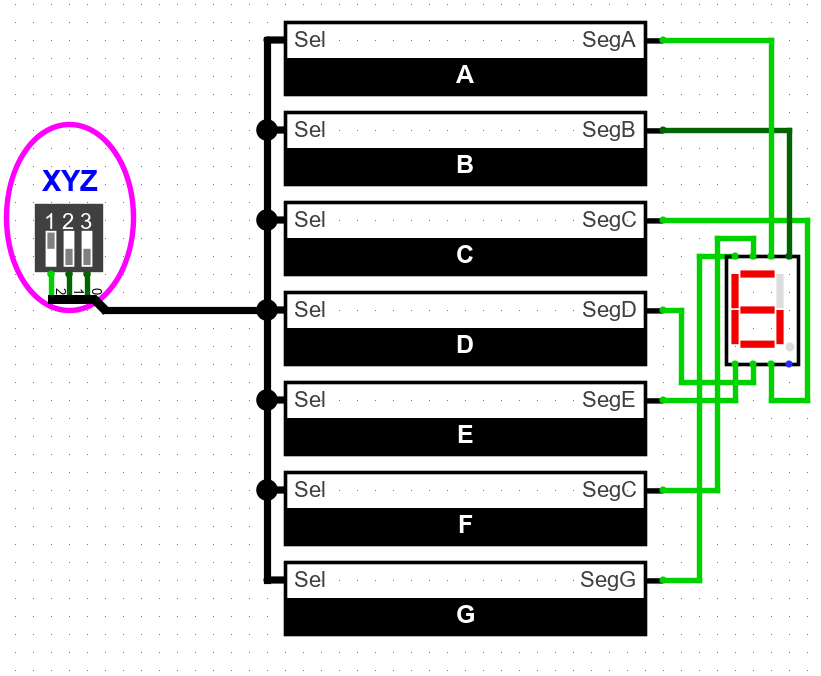 Sel SegA
A
Sel SegB
B
XYZ
1 2 3
2 1 0
Sel SegC
C
Sel SegD
D
Sel SegE
E
Sel SegC
F
Sel SegG
G